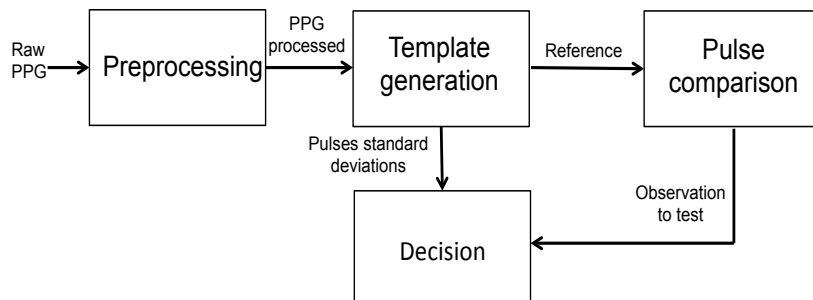 Raw
PPG
Preprocessing
PPG
processed
Template
generation
Reference
Pulse
comparison
Pulses standard
deviations
Observation
to test
Decision